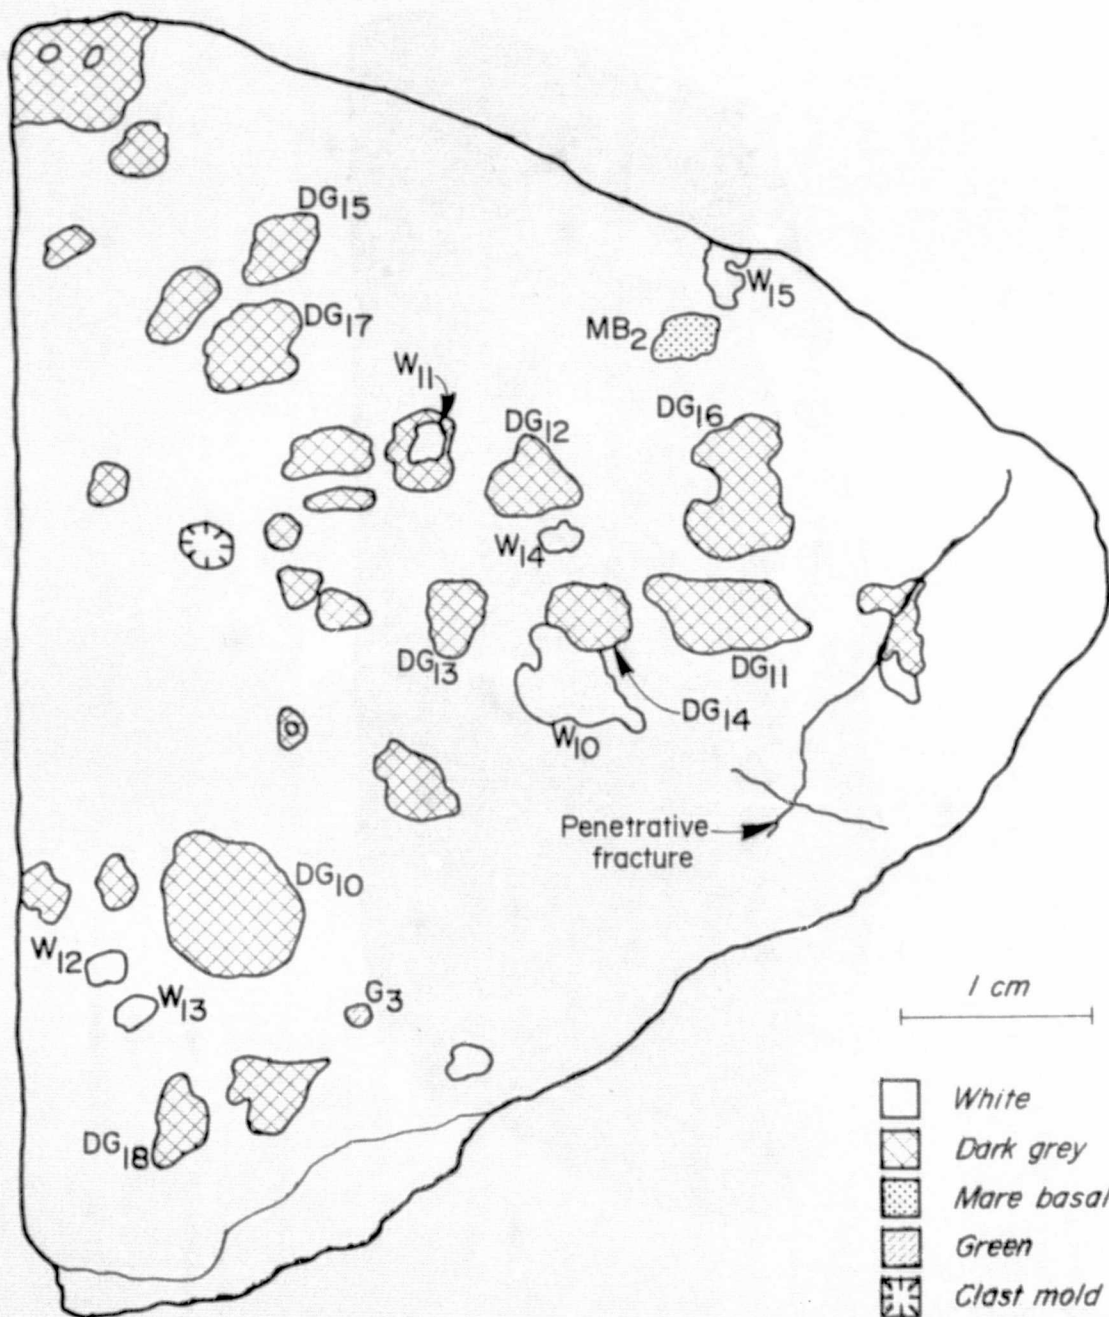 DG15
W15
DG17
MB2
W11
DG12
DG16
W14
DG13
DG11
DG14
W10
Penetrative
fracture
DG10
W12
W13
G3
DG18
1 cm
White
Dark grey
Mare basal
Green
Clast mold